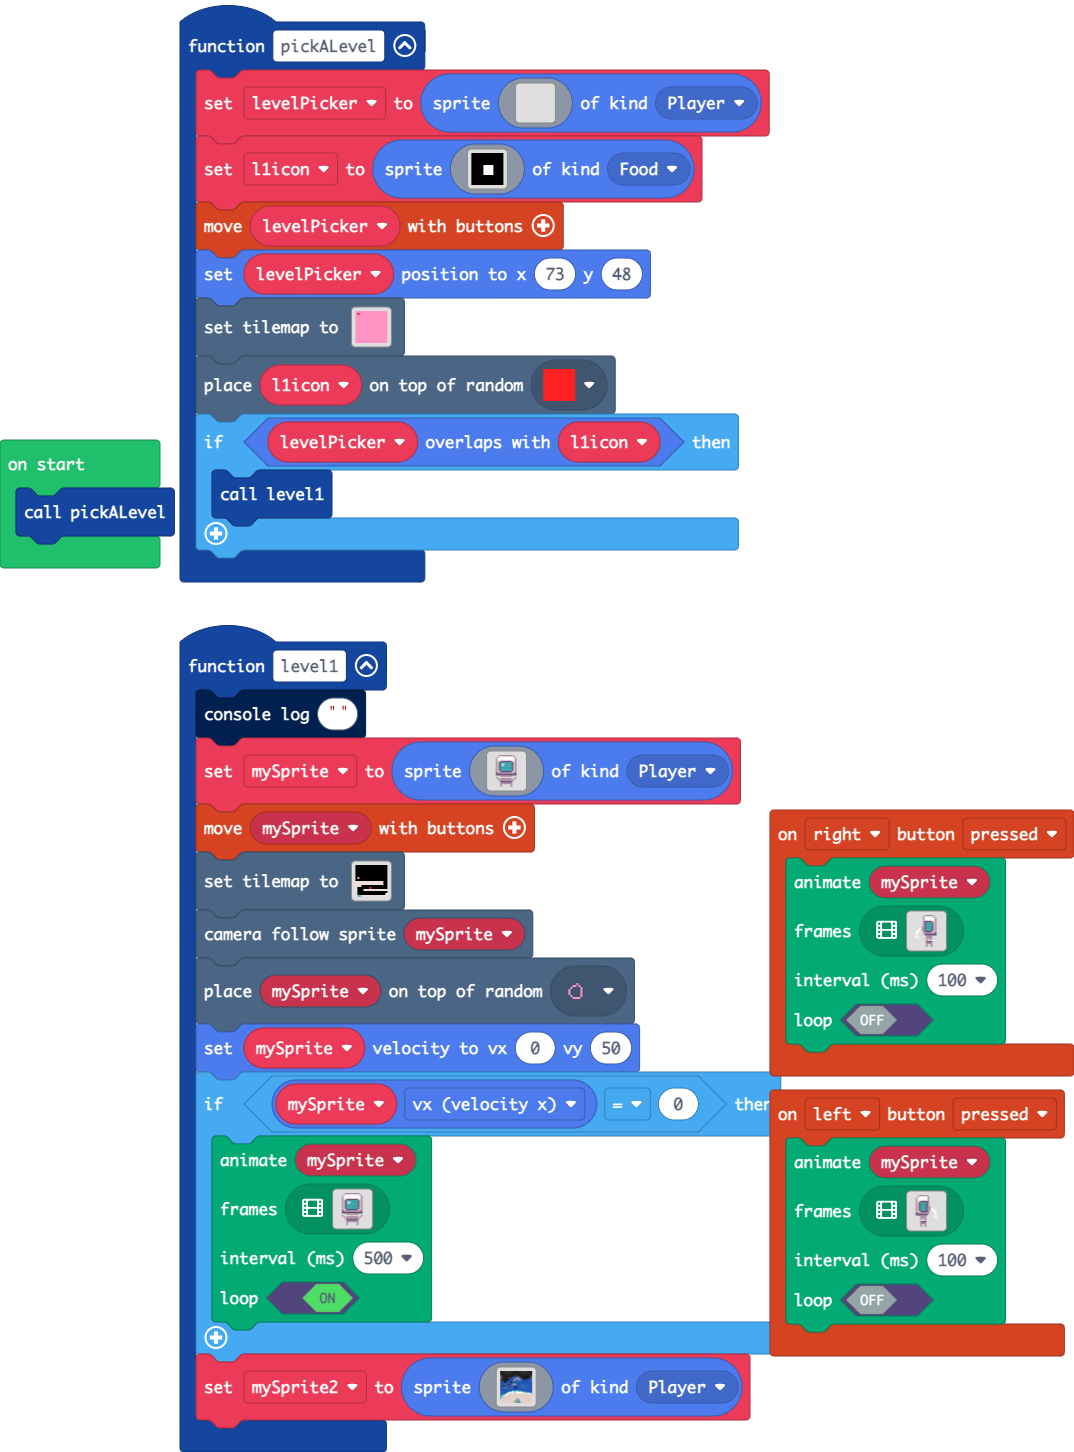 function pickALevel
set levelPicker to sprite of kind Player
set l1icon to sprite of kind Food
move levelPicker with buttons
set levelPicker position to x 73 y 48
set tilemap to
place l1icon on top of random
if levelPicker overlaps with l1icon then
call level1
on start
call pickALevel
function level1
console log " "
set mySprite to sprite of kind Player
move mySprite with buttons
set tilemap to
camera follow sprite mySprite
place mySprite on top of random
set mySprite velocity to vx 0 vy 50
if mySprite vx (velocity x) = 0 then
animate mySprite
frames
interval (ms) 500
loop ON
set mySprite2 to sprite of kind Player
on right button pressed
animate mySprite
frames
interval (ms) 100
loop OFF
on left button pressed
animate mySprite
frames
interval (ms) 100
loop OFF